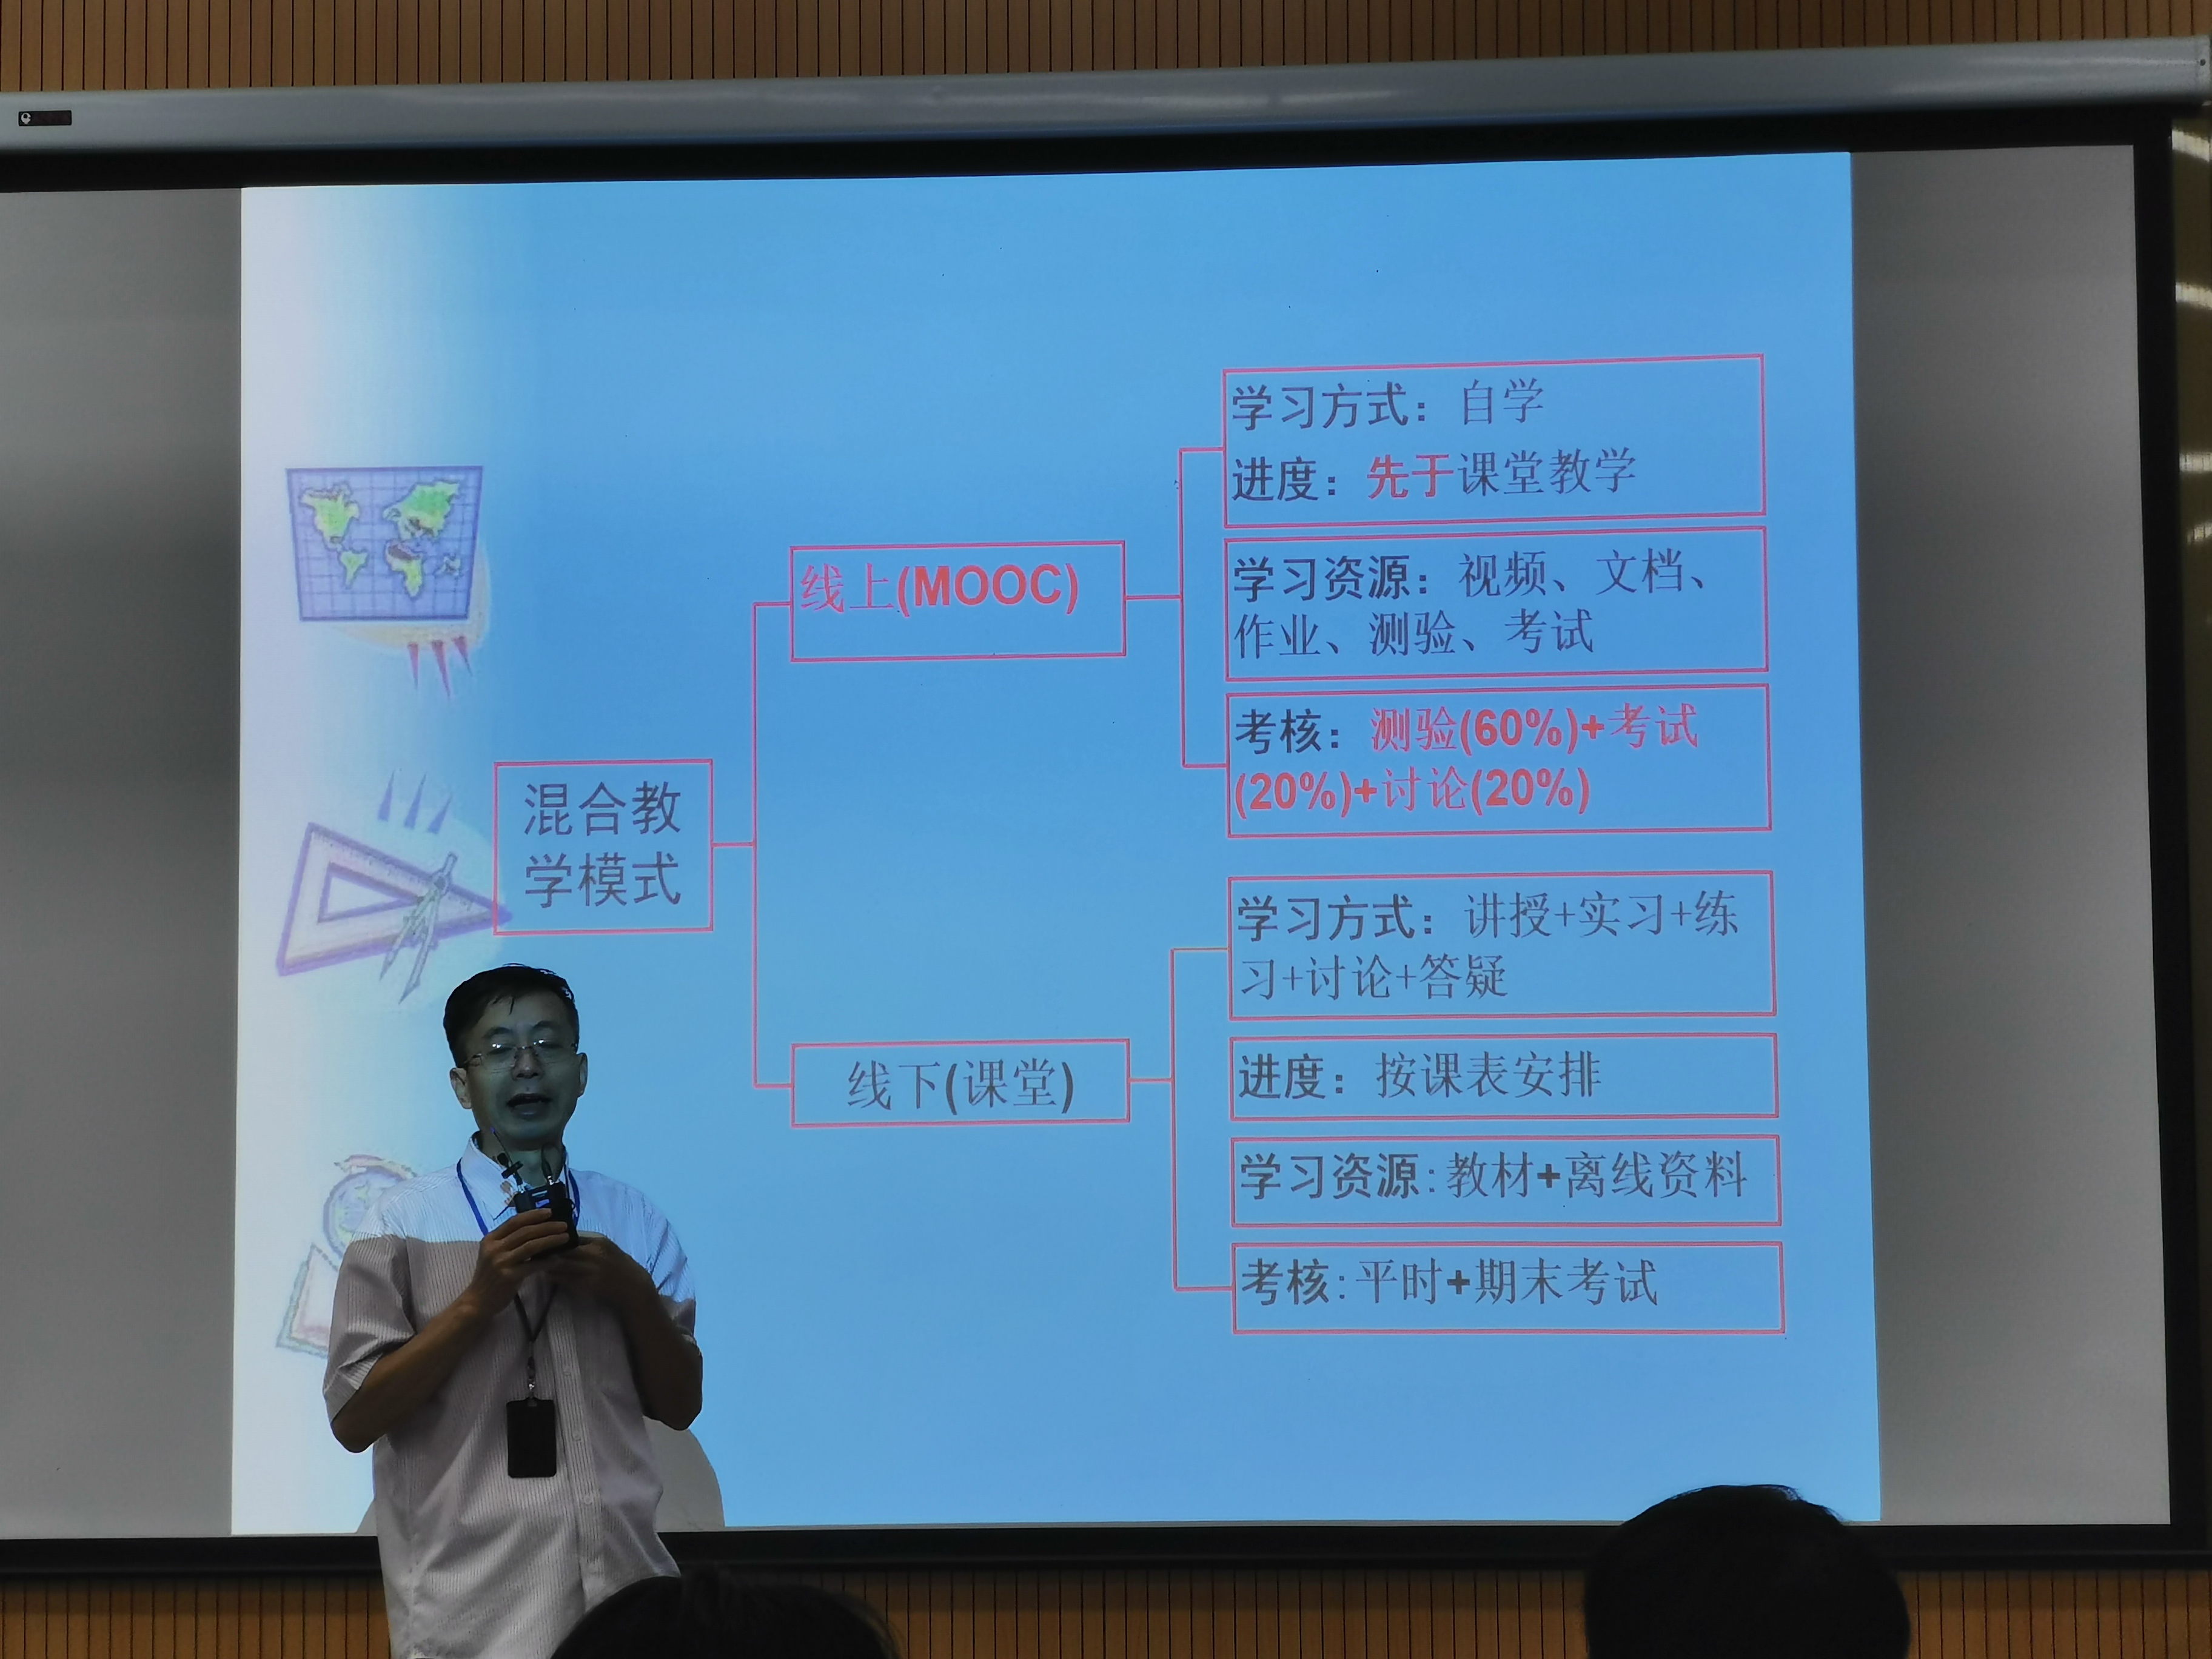 学习方式：自学
进度：先于课堂教学
学习资源：视频、文档、
作业、测验、考试
线上(MOOC)
考核：测验(60%)+考试
(20%)+讨论(20%)
混合教
学模式
学习方式：讲授+实习+练
习+讨论+答疑
线下(课堂)
进度：按课表安排
学习资源:教材+离线资料
考核:平时+期末考试